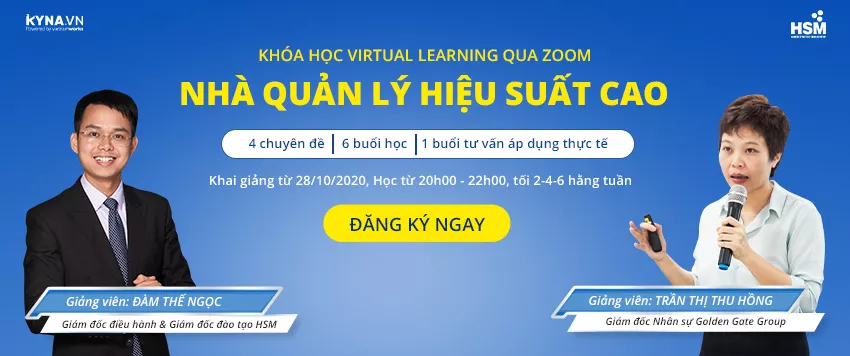 KYNA.VN
Powered by vietnamworks
HSM
KHÓA HỌC VIRTUAL LEARNING QUA ZOOM
NHÀ QUẢN LÝ HIỆU SUẤT CAO
4 chuyên đề | 6 buổi học | 1 buổi tư vấn áp dụng thực tế
Khai giảng từ 28/10/2020, Học từ 20h00 - 22h00, tối 2-4-6 hằng tuần
ĐĂNG KÝ NGAY
Giảng viên: ĐÀM THẾ NGỌC
Giám đốc điều hành & Giám đốc đào tạo HSM
Giảng viên: TRẦN THỊ THU HỒNG
Giám đốc Nhân sự Golden Gate Group